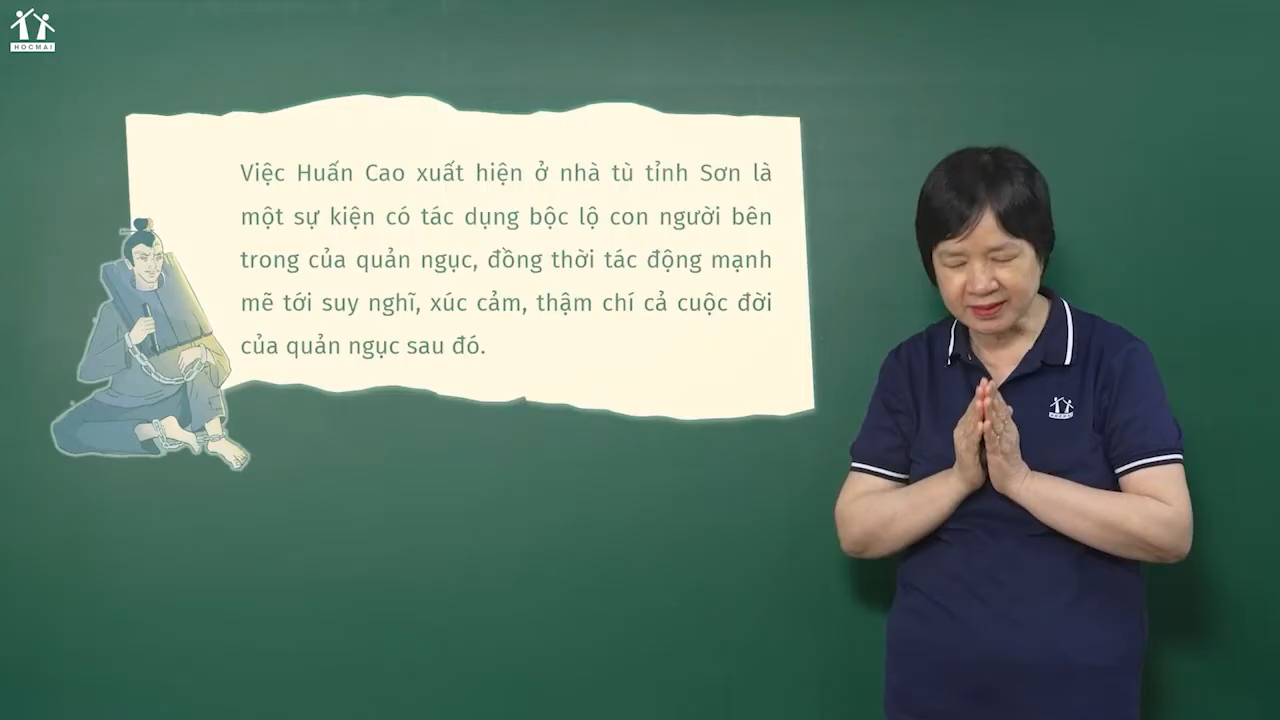 HOCMAI
Việc Huấn Cao xuất hiện ở nhà tù tỉnh Sơn là
một sự kiện có tác dụng bộc lộ con người bên
trong của quản ngục, đồng thời tác động mạnh
mẽ tới suy nghĩ, xúc cảm, thậm chí cả cuộc đời
của quản ngục sau đó.